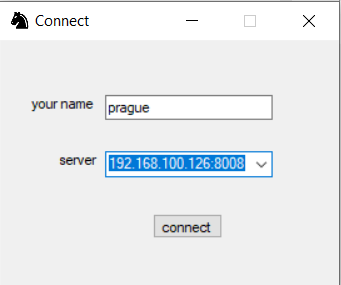 Connect
your name
prague
server
192.168.100.126:8008
connect